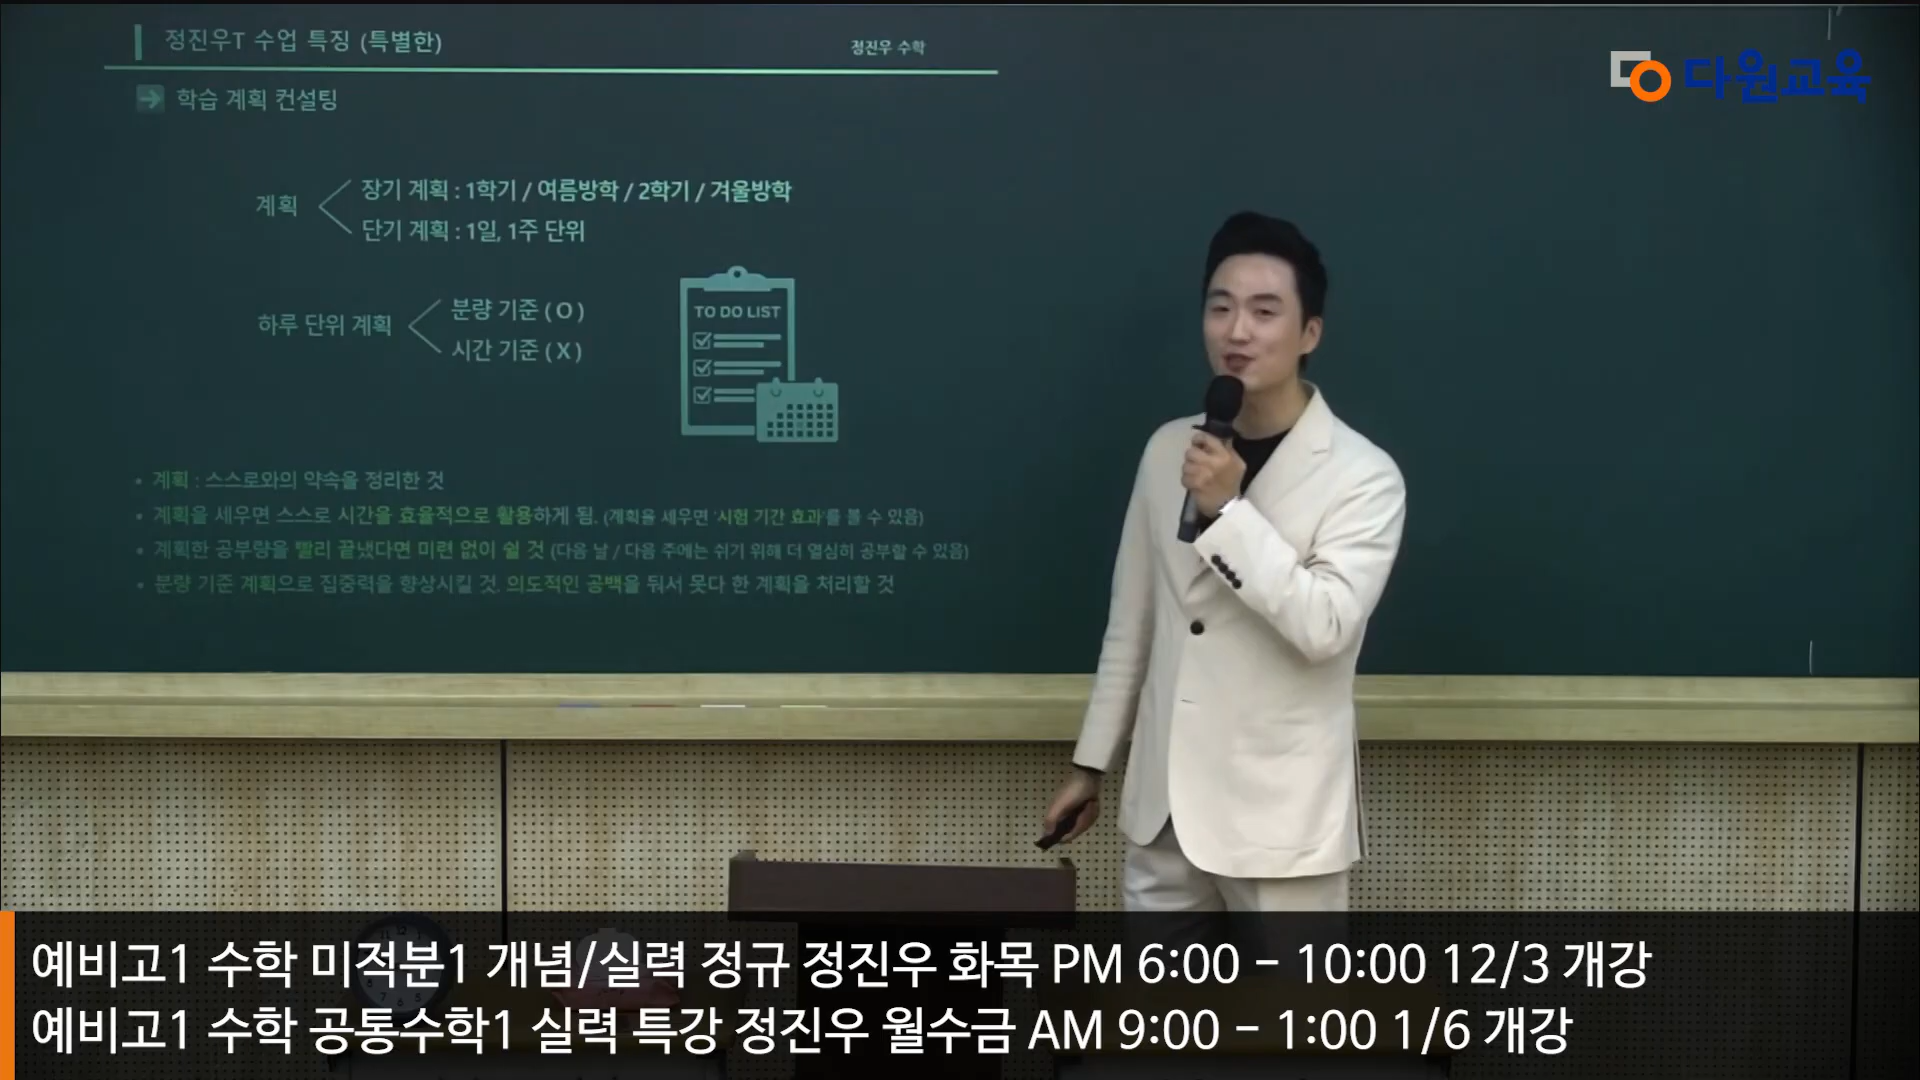 정진우T 수업 특징 (특별한)
정진우 수학
다원교육
학습 계획 컨설팅
계획
장기 계획 : 1학기 / 여름방학 / 2학기 / 겨울방학
단기 계획 : 1일, 1주 단위
하루 단위 계획
분량 기준 ( O )
시간 기준 ( X )
TO DO LIST
• 계획 : 스스로와의 약속을 정리한 것
• 계획을 세우면 스스로 시간을 효율적으로 활용하게 됨. (계획을 세우면 '시험 기간 효과'를 볼 수 있음)
• 계획한 공부량을 빨리 끝냈다면 미련 없이 쉴 것 (다음 날 / 다음 주에는 쉬기 위해 더 열심히 공부할 수 있음)
• 분량 기준 계획으로 집중력을 향상시킬 것. 의도적인 공백을 둬서 못다 한 계획을 처리할 것
예비고1 수학 미적분1 개념/실력 정규 정진우 화목 PM 6:00 - 10:00 12/3 개강
예비고1 수학 공통수학1 실력 특강 정진우 월수금 AM 9:00 - 1:00 1/6 개강